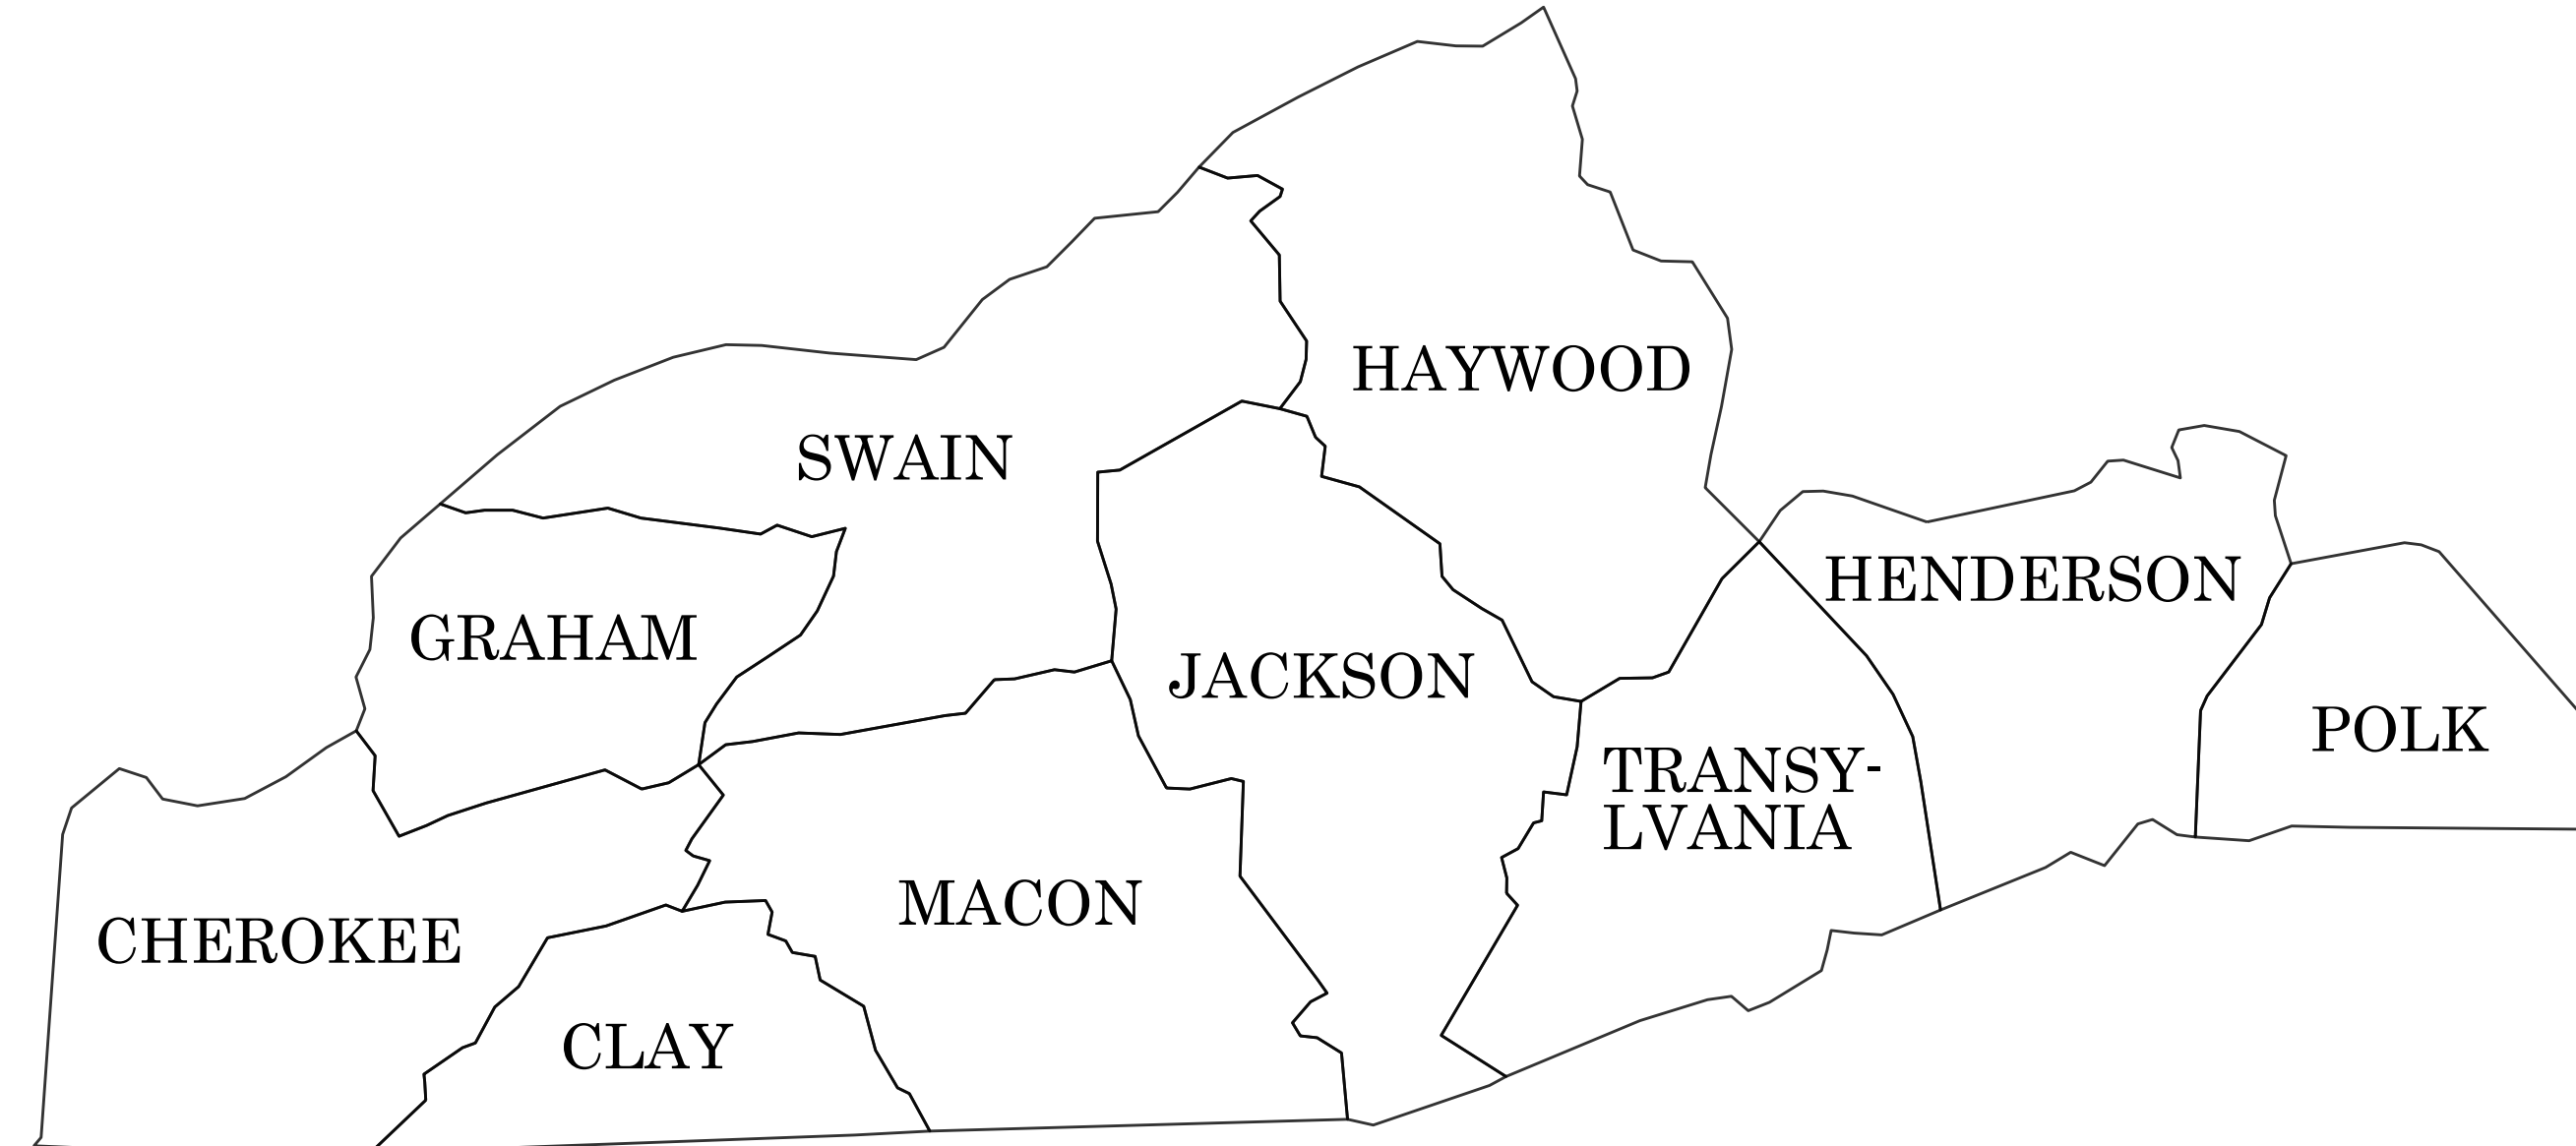 HAYWOOD
SWAIN
HENDERSON
GRAHAM
JACKSON
POLK
TRANSY-
LVANIA
MACON
CHEROKEE
CLAY